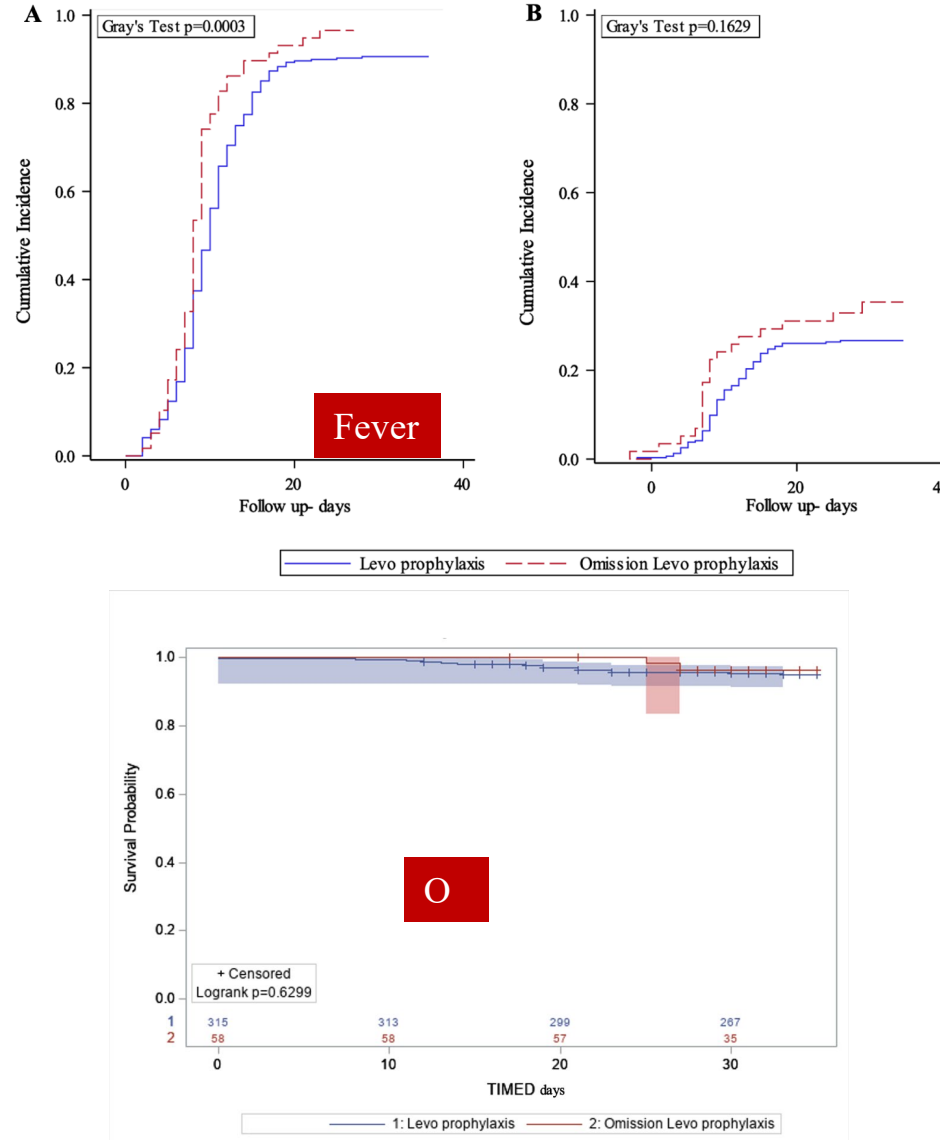 A
Gray's Test p=0.0003
1.0
0.8
0.6
0.4
0.2
0.0
Cumulative Incidence
Fever
0 20 40
Follow up- days
B
Gray's Test p=0.1629
1.0
0.8
0.6
0.4
0.2
0.0
Cumulative Incidence
0 20 4
Follow up- days
Levo prophylaxis Omission Levo prophylaxis
1.0
0.8
0.6
0.4
0.2
0.0
Survival Probability
O
+ Censored
Logrank p=0.6299
1 315 313 299 267
2 58 58 57 35
0 10 20 30
TIMED days
1: Levo prophylaxis 2: Omission Levo prophylaxis